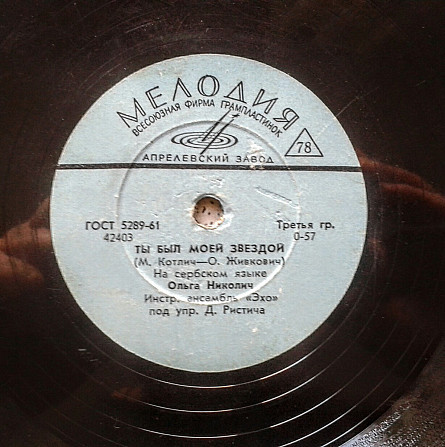 МЕЛОДИЯ
ВСЕСОЮЗНАЯ ФИРМА ГРАМПЛАСТИНОК
АПРЕЛЕВСКИЙ ЗАВОД
78
ГОСТ 5289-61
Третья гр.
42403
0-57
ТЫ БЫЛ МОЕЙ ЗВЕЗДОЙ
(М. Котлич—О. Живкович)
На сербском языке
Ольга Николич
Инстр. ансамбль «Эхо»
под упр. Д. Ристича